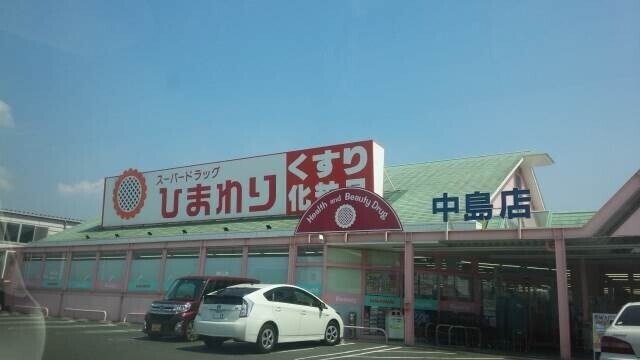 スーパードラッグ
ひまわり
くすり
化粧品
Health and Beauty Drug
中島店